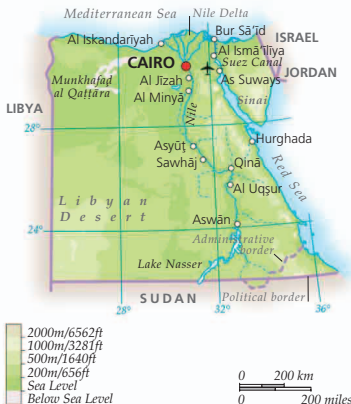 Mediterranean Sea
Nile Delta
Al Iskandarīyah
Bur Sā'īd
ISRAEL
Al Ismā'īlīya
CAIRO
Suez Canal
Al Jīzah
As Suways
JORDAN
Munkhafad
al Qaṭṭâra
Al Minyā
Sinai
LIBYA
Nile
28°
Hurghada
Asyūṭ
Sawhāj
Qinā
Red Sea
Al Uqṣur
Libyan
Desert
Aswān
24°
Administrative
border
Lake Nasser
SUDAN
Political border
28°
32°
36°
2000m/6562ft
1000m/3281ft
500m/1640ft
200m/656ft
Sea Level
Below Sea Level
0 200 km
0 200 miles